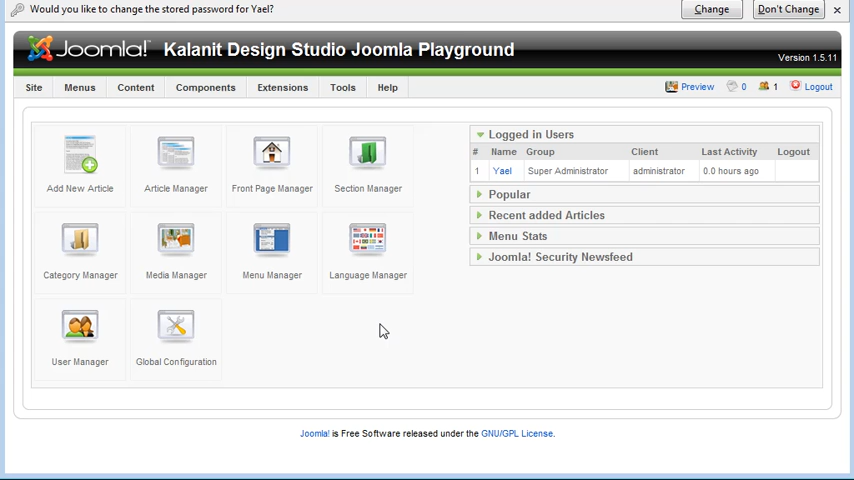 Would you like to change the stored password for Yael?
Change
Don't Change
Joomla!™ Kalanit Design Studio Joomla Playground
Version 1.5.11
Site Menus Content Components Extensions Tools Help
Preview 0 1 Logout
Add New Article
Article Manager
Front Page Manager
Section Manager
Category Manager
Media Manager
Menu Manager
Language Manager
User Manager
Global Configuration
Logged in Users
# Name Group Client Last Activity Logout
1 Yael Super Administrator administrator 0.0 hours ago
Popular
Recent added Articles
Menu Stats
Joomla! Security Newsfeed
Joomla! is Free Software released under the GNU/GPL License.